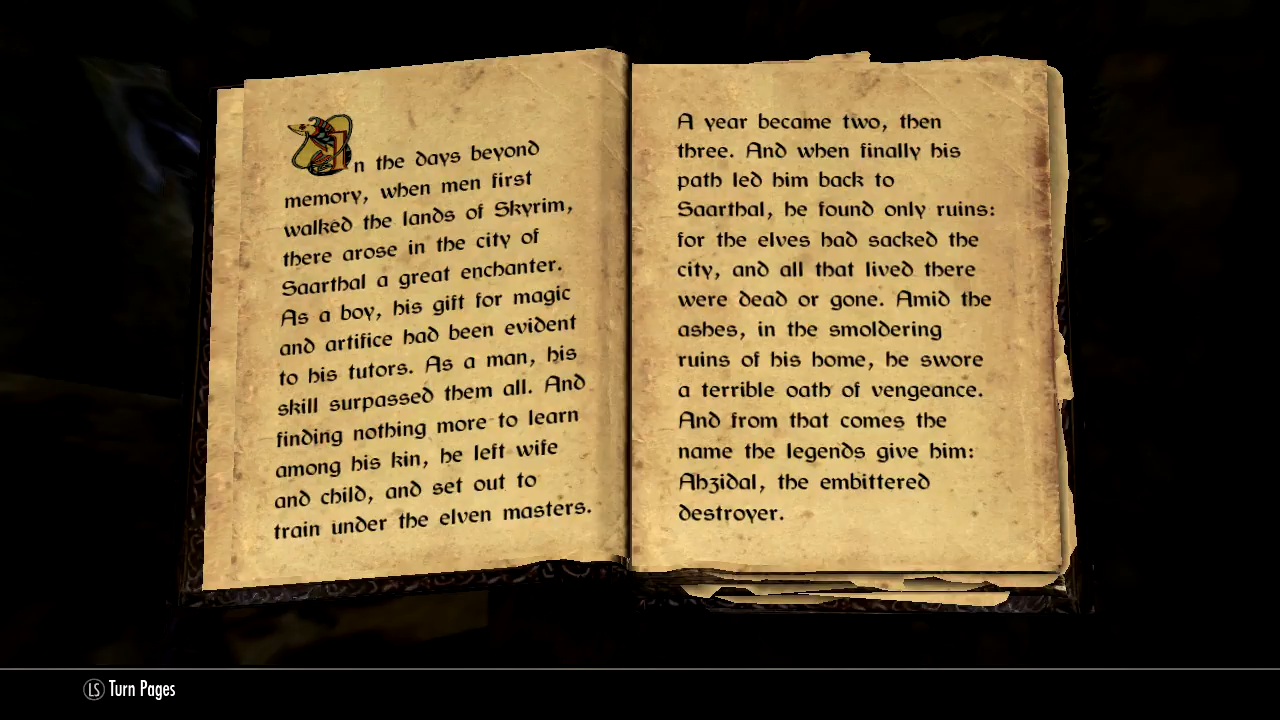 In the days beyond
memory, when men first
walked the lands of Skyrim,
there arose in the city of
Saarthal a great enchanter.
As a boy, his gift for magic
and artifice had been evident
to his tutors. As a man, his
skill surpassed them all. And
finding nothing more to learn
among his kin, he left wife
and child, and set out to
train under the elven masters.
A year became two, then
three. And when finally his
path led him back to
Saarthal, he found only ruins:
for the elves had sacked the
city, and all that lived there
were dead or gone. Amid the
ashes, in the smoldering
ruins of his home, he swore
a terrible oath of vengeance.
And from that comes the
name the legends give him:
Ahzidal, the embittered
destroyer.
LS Turn Pages